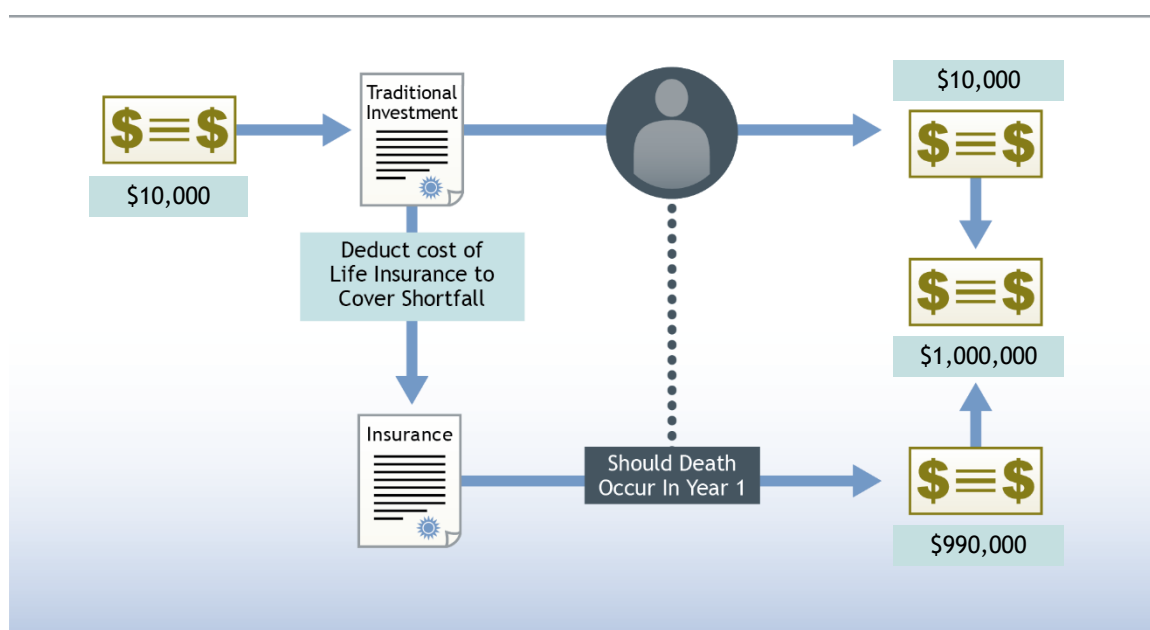 $10,000
Traditional
Investment
$10,000
$ $
$ $
Deduct cost of
Life Insurance to
Cover Shortfall
$ $
$1,000,000
Insurance
Should Death
Occur In Year 1
$ $
$990,000